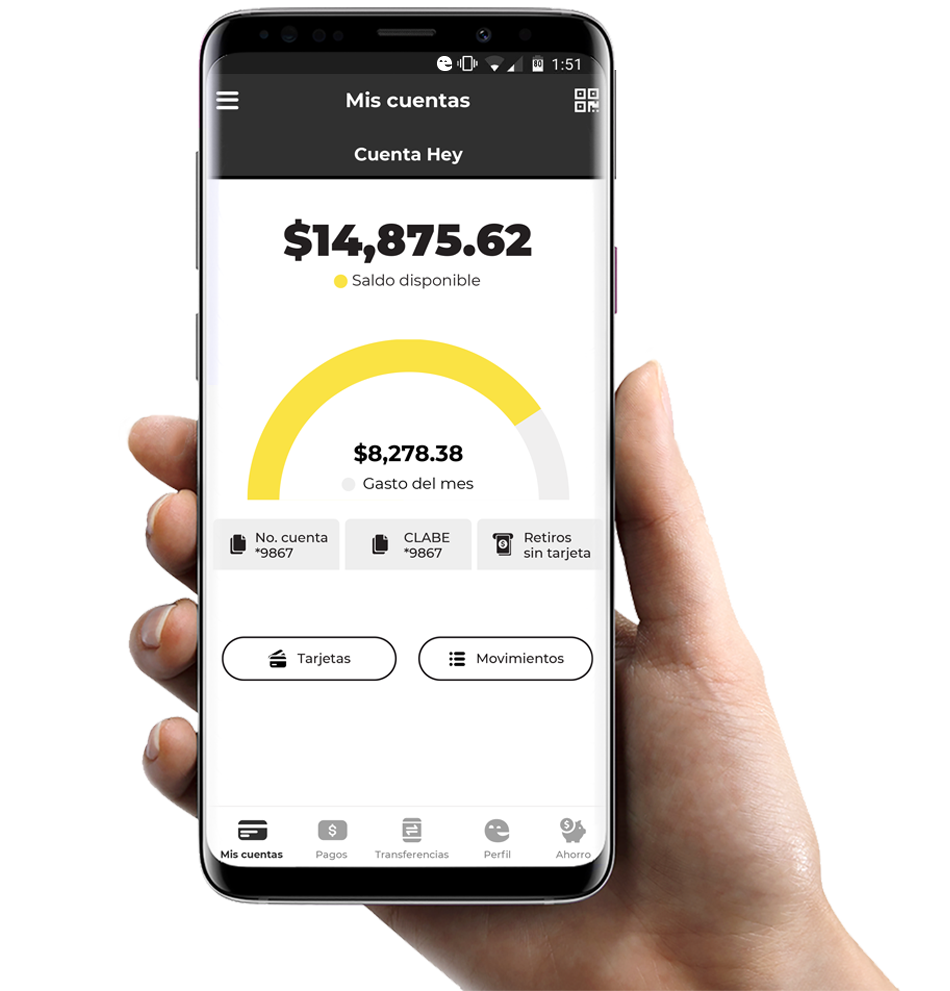 1:51
Mis cuentas
Cuenta Hey
$14,875.62
Saldo disponible
$8,278.38
Gasto del mes
No. cuenta
*9867
CLABE
*9867
Retiros
sin tarjeta
Tarjetas
Movimientos
Mis cuentas
Pagos
Transferencias
Perfil
Ahorro